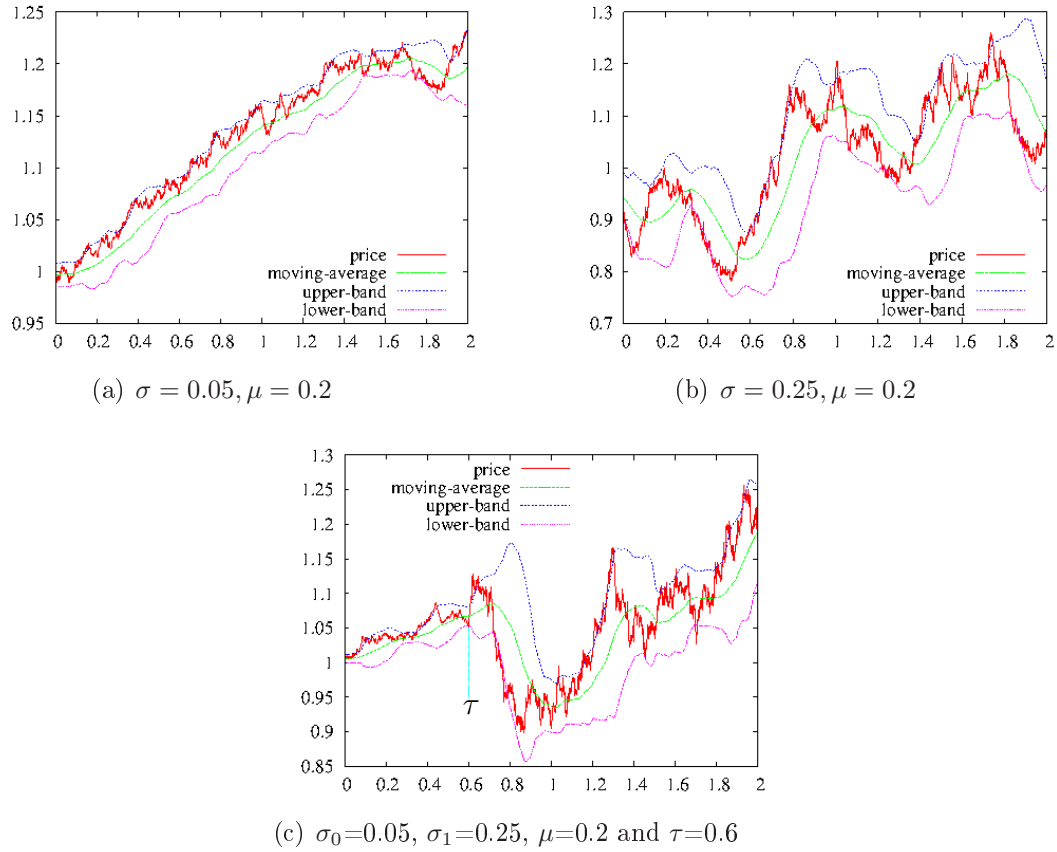 1.25
1.2
1.15
1.1
1.05
1
0.95
price
moving-average
upper-band
lower-band
0 0.2 0.4 0.6 0.8 1 1.2 1.4 1.6 1.8 2
(a) σ = 0.05, μ = 0.2
1.3
1.2
1.1
1
0.9
0.8
0.7
price
moving-average
upper-band
lower-band
0 0.2 0.4 0.6 0.8 1 1.2 1.4 1.6 1.8 2
(b) σ = 0.25, μ = 0.2
1.3
1.25
1.2
1.15
1.1
1.05
1
0.95
0.9
0.85
price
moving-average
upper-band
lower-band
τ
0 0.2 0.4 0.6 0.8 1 1.2 1.4 1.6 1.8 2
(c) σ₀=0.05, σ₁=0.25, μ=0.2 and τ=0.6